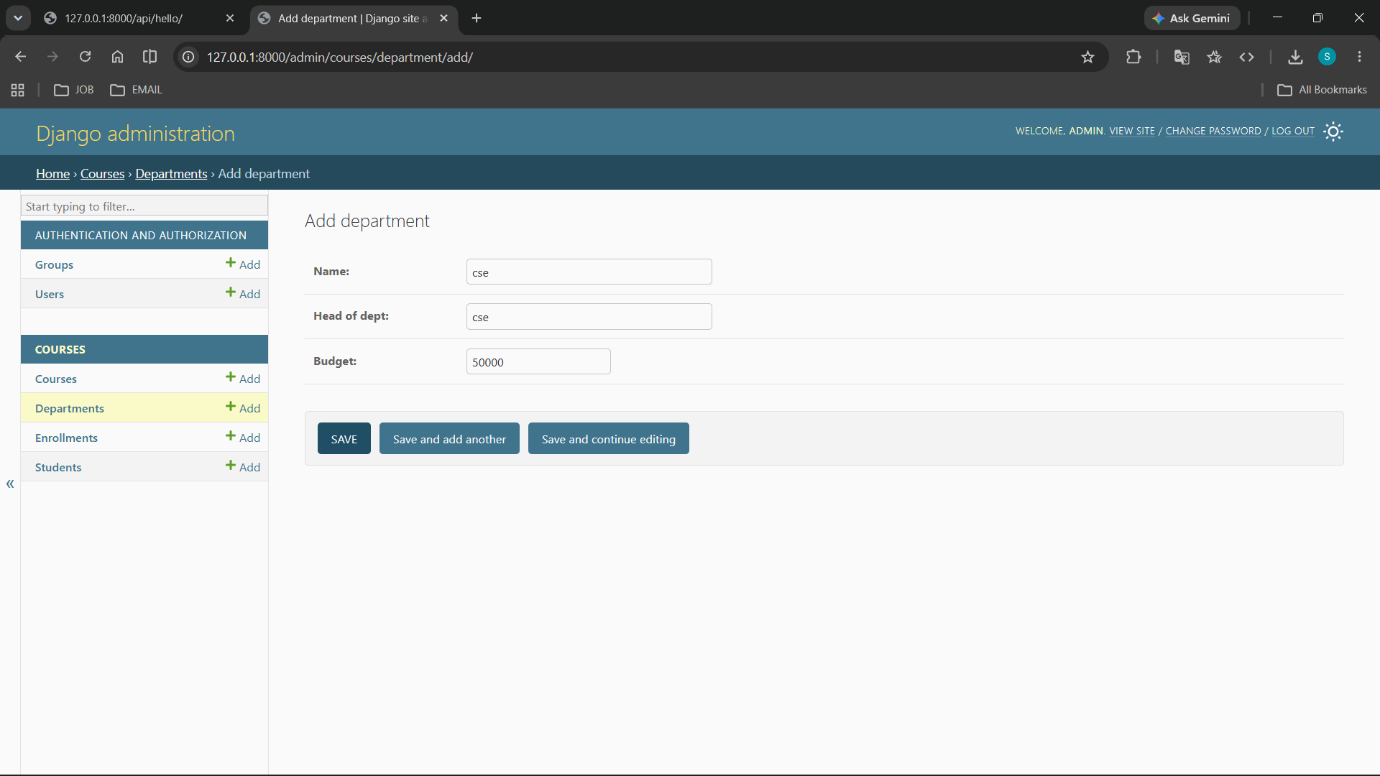 127.0.0.1:8000/api/hello/
Add department | Django site a
Ask Gemini
127.0.0.1:8000/admin/courses/department/add/
S
JOB
EMAIL
All Bookmarks
Django administration
WELCOME, ADMIN. VIEW SITE / CHANGE PASSWORD / LOG OUT
Home › Courses › Departments › Add department
Start typing to filter...
AUTHENTICATION AND AUTHORIZATION
Groups + Add
Users + Add
COURSES
Courses + Add
Departments + Add
Enrollments + Add
Students + Add
«
Add department
Name: cse
Head of dept: cse
Budget: 50000
SAVE Save and add another Save and continue editing